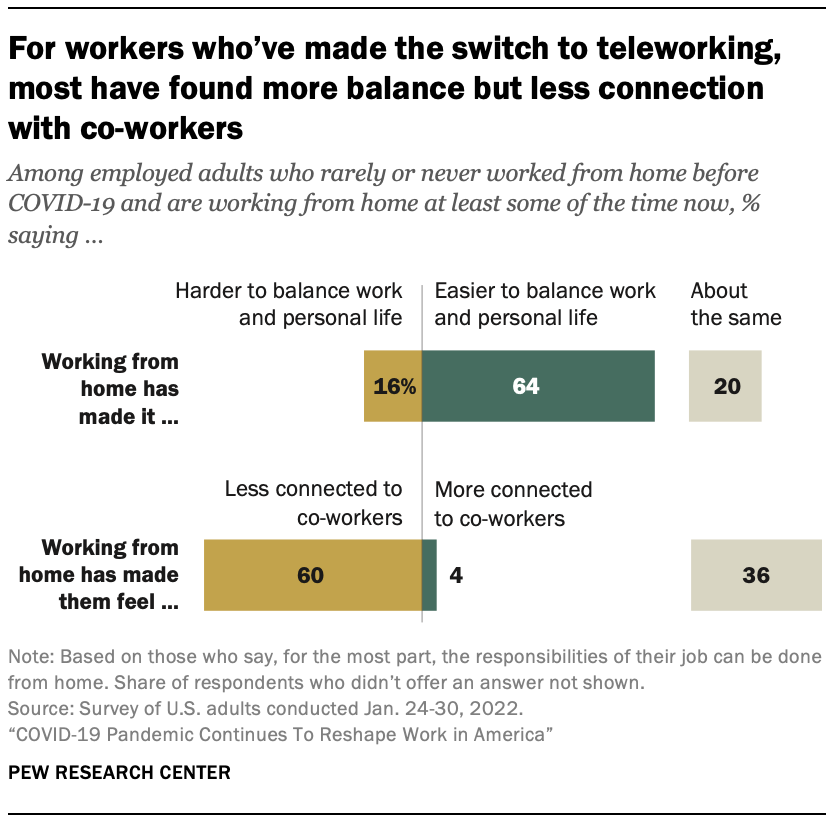 For workers who’ve made the switch to teleworking,
most have found more balance but less connection
with co-workers
Among employed adults who rarely or never worked from home before
COVID-19 and are working from home at least some of the time now, %
saying ...
Harder to balance work
and personal life
Easier to balance work
and personal life
About
the same
Working from
home has
made it ...
16%
64
20
Less connected to
co-workers
More connected
to co-workers
Working from
home has made
them feel ...
60
4
36
Note: Based on those who say, for the most part, the responsibilities of their job can be done
from home. Share of respondents who didn’t offer an answer not shown.
Source: Survey of U.S. adults conducted Jan. 24-30, 2022.
“COVID-19 Pandemic Continues To Reshape Work in America”
PEW RESEARCH CENTER